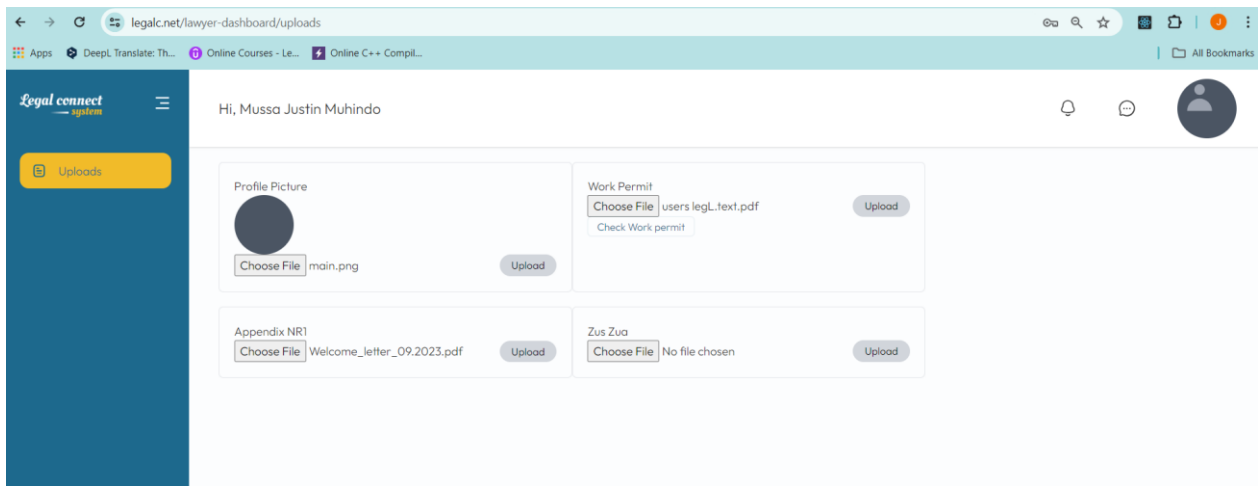 legalc.net/lawyer-dashboard/uploads
J
Apps DeepL Translate: Th... Online Courses - Le... Online C++ Compil... All Bookmarks
Legal connect
system
Hi, Mussa Justin Muhindo
Uploads
Profile Picture
Choose File main.png Upload
Work Permit
Choose File users legL.text.pdf Upload
Check Work permit
Appendix NR1
Choose File Welcome_letter_09.2023.pdf Upload
Zus Zua
Choose File No file chosen Upload